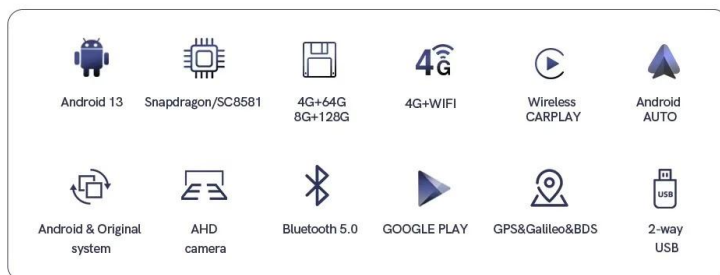 4G
Android 13
Snapdragon/SC8581
4G+64G
8G+128G
4G+WIFI
Wireless
CARPLAY
Android
AUTO
USB
Android & Original
system
AHD
camera
Bluetooth 5.0
GOOGLE PLAY
GPS&Galileo&BDS
2-way
USB